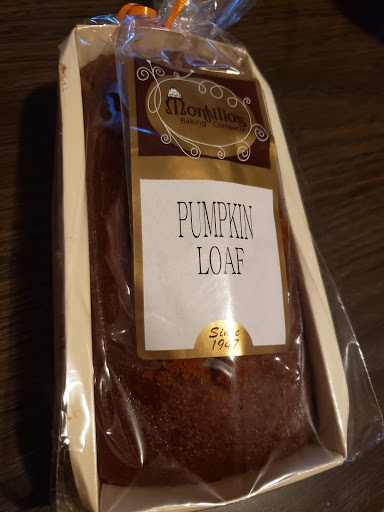 Montilio's
Baking Company
PUMPKIN
LOAF
Since
1947